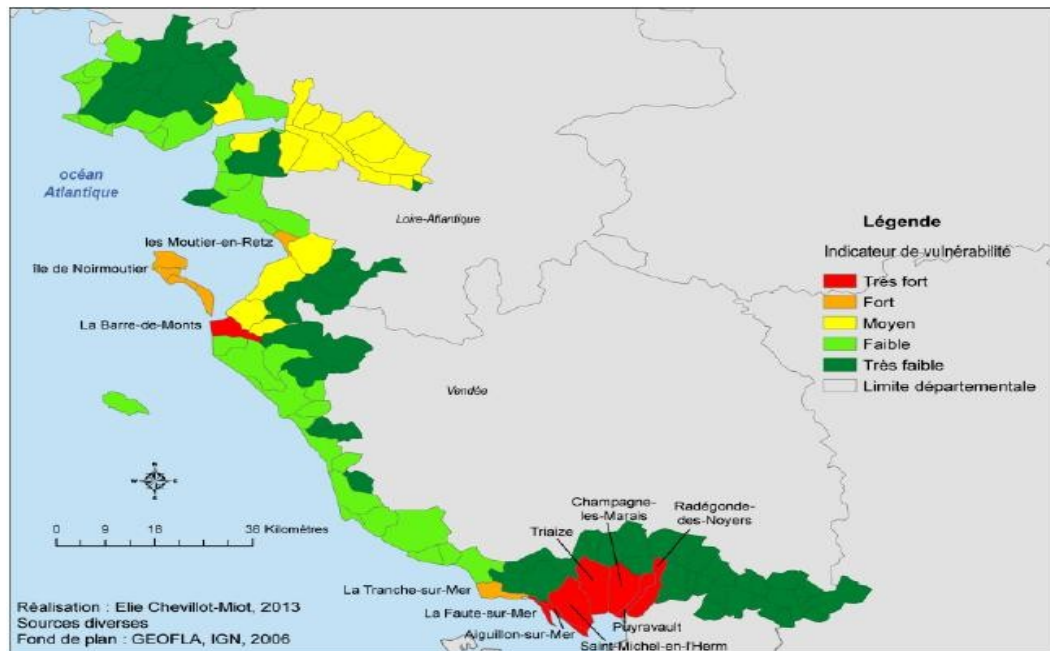 océan
Atlantique
Loire-Atlantique
les Moutier-en-Retz
île de Noirmoutier
La Barre-de-Monts
Vendée
Légende
Indicateur de vulnérabilité
Très fort
Fort
Moyen
Faible
Très faible
Limite départementale
N
W
E
S
0 9 18 36 Kilomètres
Champagne-
les-Marais
Radégonde-
des-Noyers
Triaize
La Tranche-sur-Mer
La Faute-sur-Mer
Aiguillon-sur-Mer
Puyravault
Saint-Michel-en-l'Herm
Réalisation : Elie Chevillot-Miot, 2013
Sources diverses
Fond de plan : GEOFLA, IGN, 2006